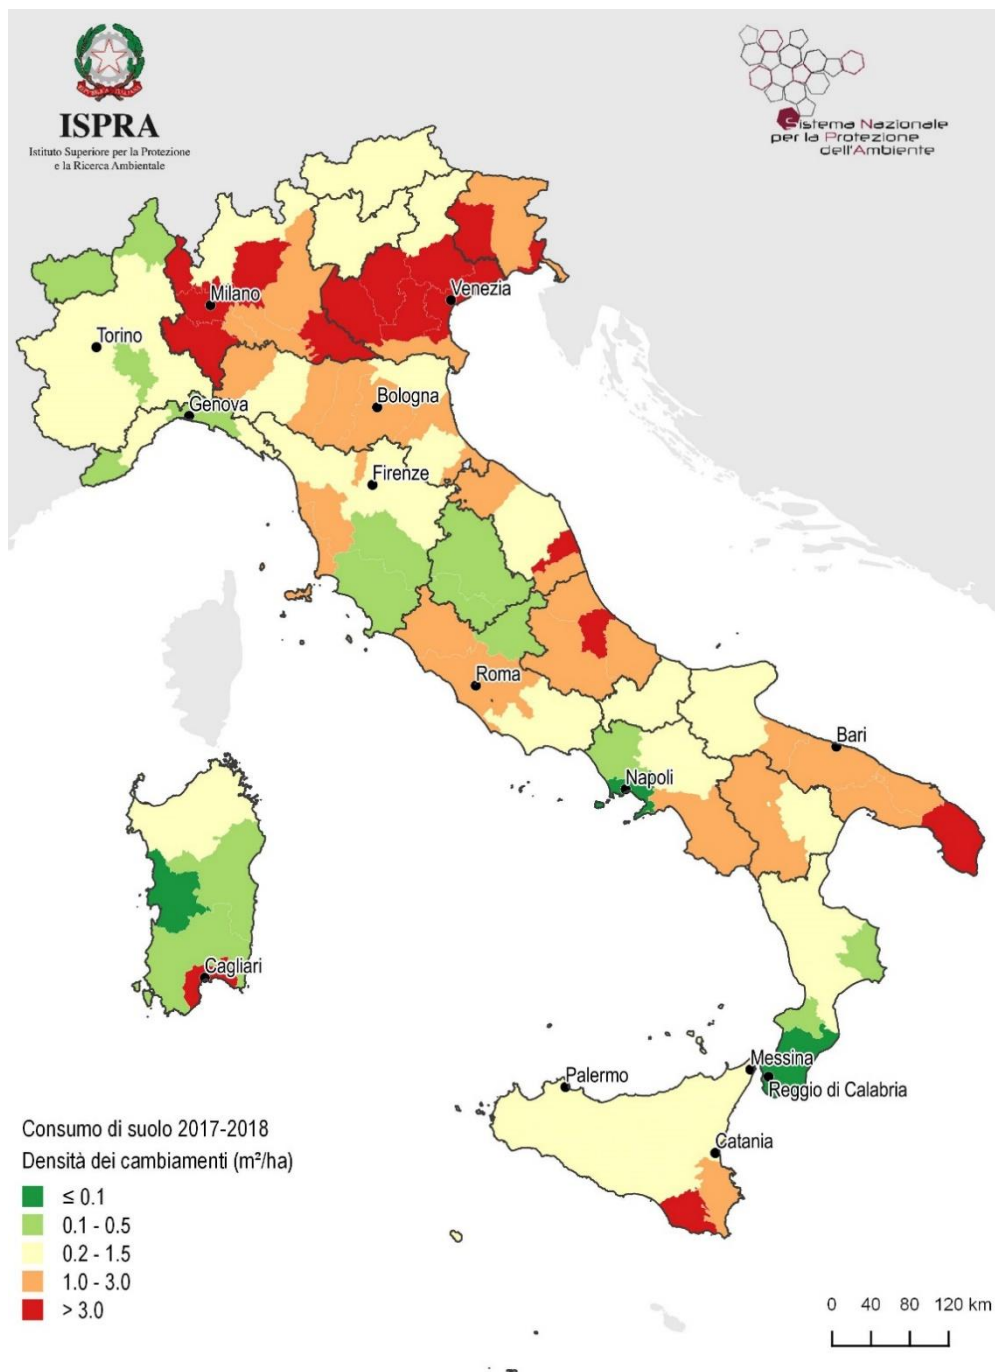 ISPRA
Istituto Superiore per la Protezione
e la Ricerca Ambientale
Sistema Nazionale
per la Protezione
dell'Ambiente
Milano
Venezia
Torino
Genova
Bologna
Firenze
Roma
Bari
Napoli
Cagliari
Messina
Palermo
Reggio di Calabria
Catania
Consumo di suolo 2017-2018
Densità dei cambiamenti (m²/ha)
≤ 0.1
0.1 - 0.5
0.2 - 1.5
1.0 - 3.0
> 3.0
0 40 80 120 km